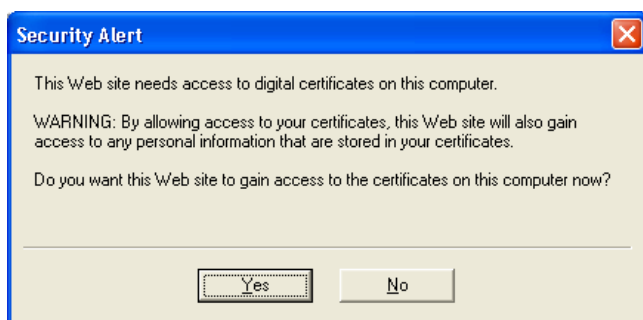 Security Alert
This Web site needs access to digital certificates on this computer.
WARNING: By allowing access to your certificates, this Web site will also gain
access to any personal information that are stored in your certificates.
Do you want this Web site to gain access to the certificates on this computer now?
Yes
No